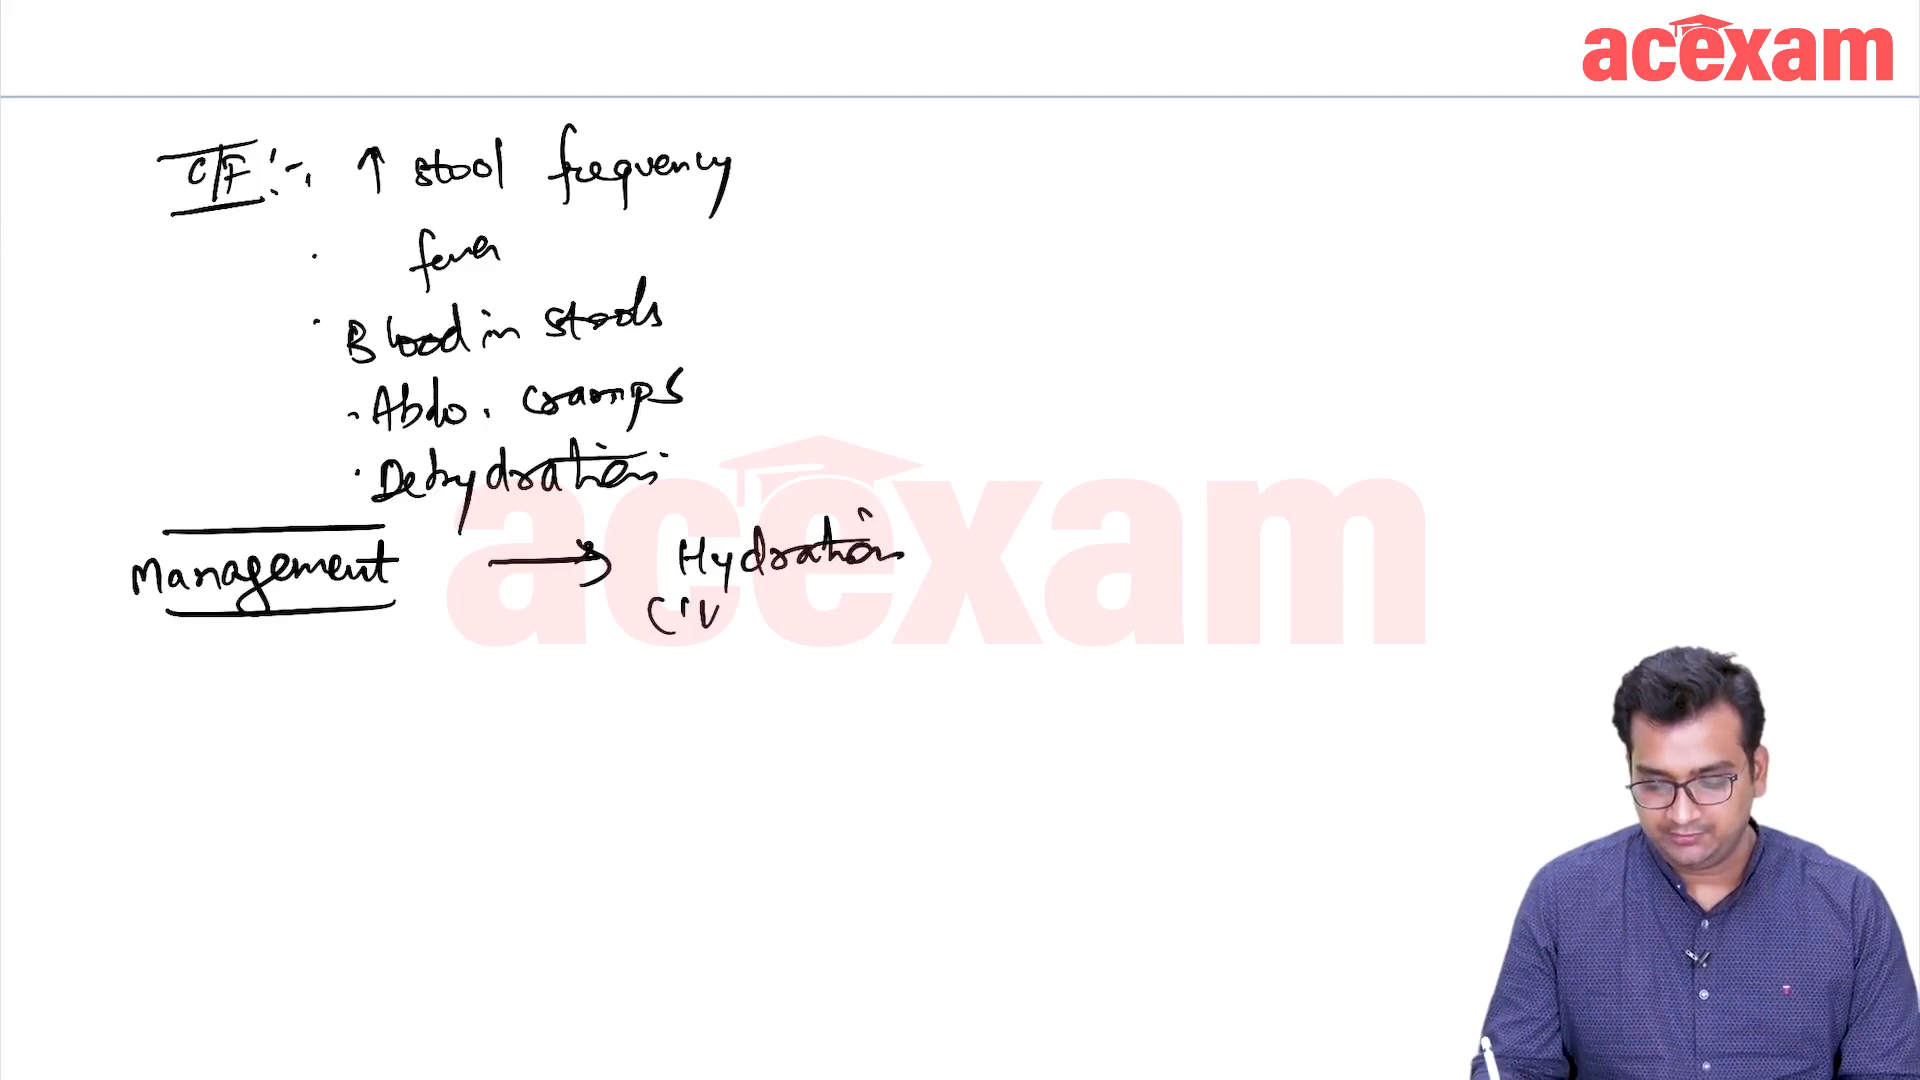 acexam
C/F :- ↑ stool frequency
· fever
· Blood in stools
· Abdo. cramps
· Dehydration
acexam
Management → Hydration
(IV